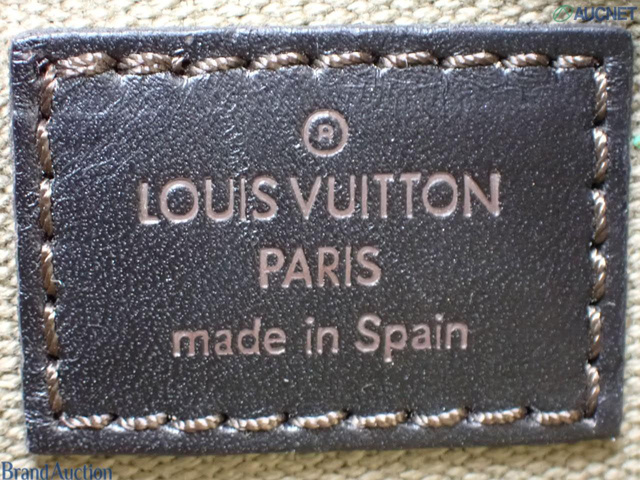 AUCNET
®
LOUIS VUITTON
PARIS
made in Spain
BRAND AUCTION